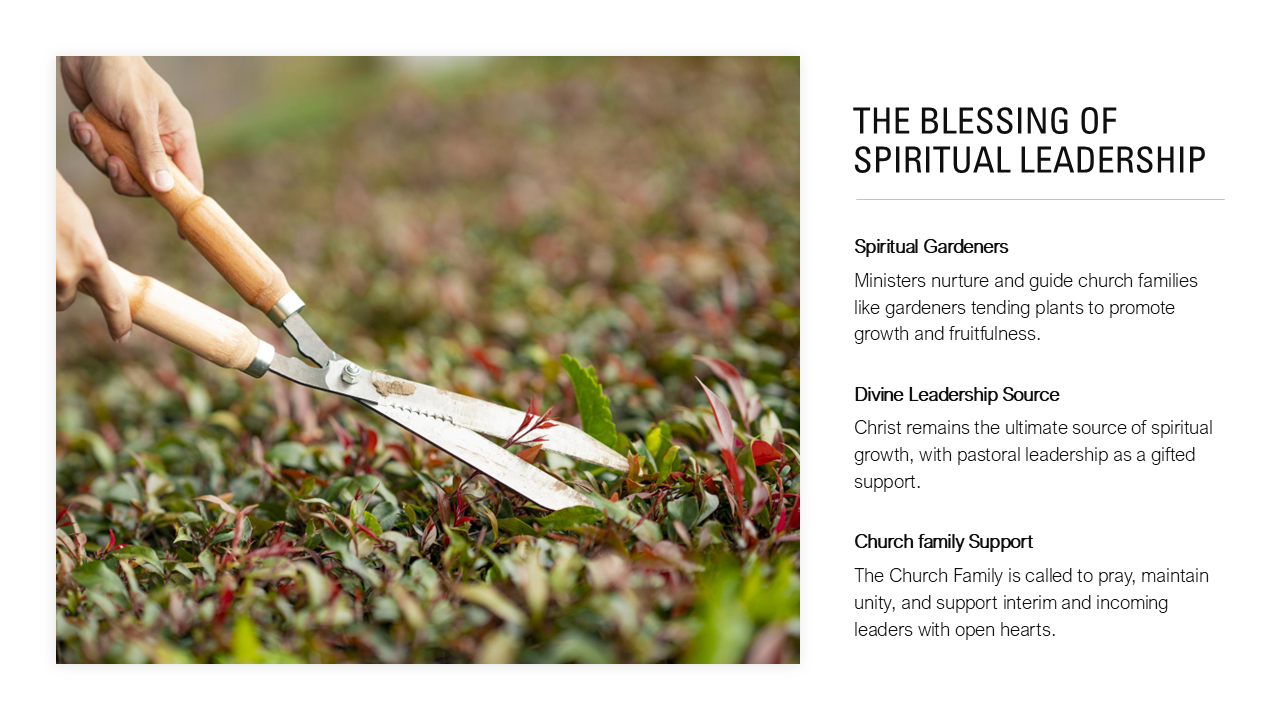 THE BLESSING OF
SPIRITUAL LEADERSHIP
Spiritual Gardeners
Ministers nurture and guide church families
like gardeners tending plants to promote
growth and fruitfulness.
Divine Leadership Source
Christ remains the ultimate source of spiritual
growth, with pastoral leadership as a gifted
support.
Church family Support
The Church Family is called to pray, maintain
unity, and support interim and incoming
leaders with open hearts.